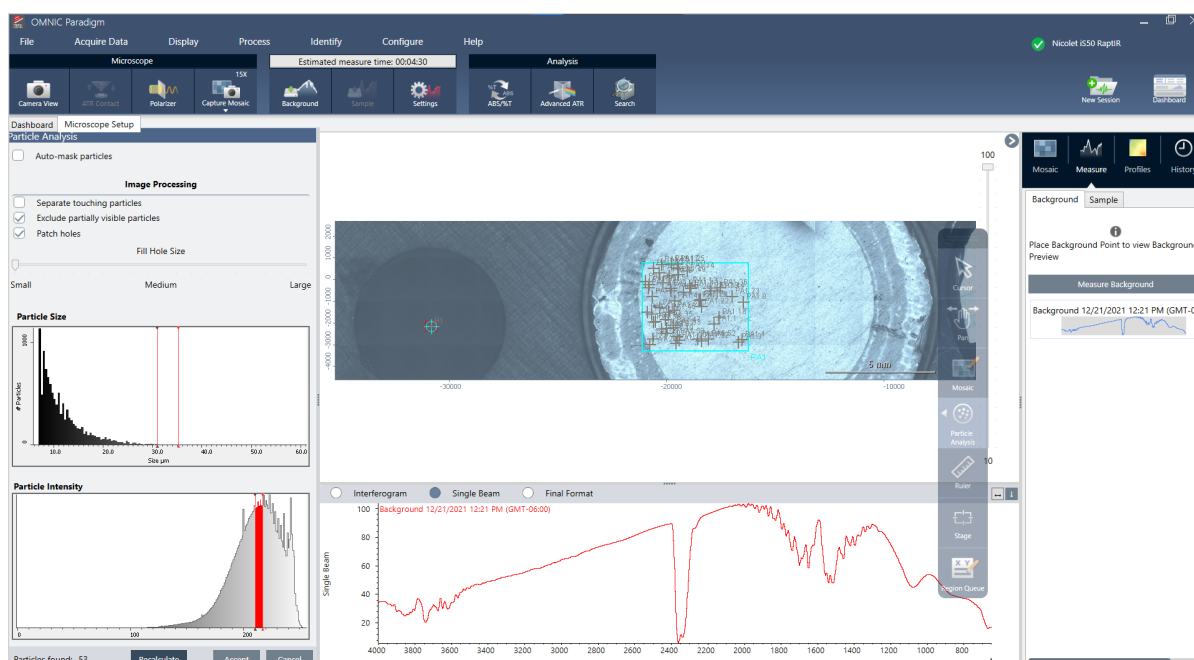 OMNIC Paradigm
File Acquire Data Display Process Identify Configure Help
Nicolet iS50 RaptIR
Microscope
Estimated measure time: 00:04:30
Analysis
15X
Camera View ATR Contact Polarizer Capture Mosaic Background Sample Settings ABS/%T Advanced ATR Search New Session Dashboard
Dashboard Microscope Setup
Particle Analysis
Auto-mask particles
Image Processing
Separate touching particles
Exclude partially visible particles
Patch holes
Fill Hole Size
Small Medium Large
Particle Size
1000
# Particles
0
10.0 20.0 30.0 40.0 50.0 60.0
Size µm
Particle Intensity
0 100 200
Particles found: 53 Recalculate Accept Cancel
100
2000
1000
0
-1000
-2000
-3000
-4000
-30000 -20000 -10000
PA1
5 mm
10
Cursor
Pan
Mosaic
Particle
Analysis
Ruler
Stage
X Y
Region Queue
Interferogram Single Beam Final Format
Background 12/21/2021 12:21 PM (GMT-06:00)
Single Beam
100
80
60
40
20
4000 3800 3600 3400 3200 3000 2800 2600 2400 2200 2000 1800 1600 1400 1200 1000 800
Mosaic Measure Profiles History
Background Sample
Place Background Point to view Background
Preview
Measure Background
Background 12/21/2021 12:21 PM (GMT-0